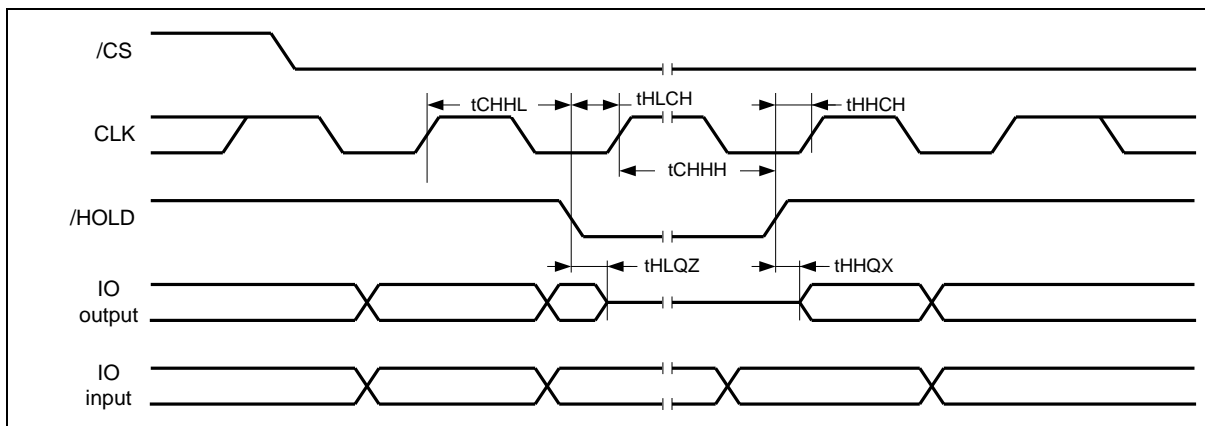 /CS
tCHHL
tHLCH
tHHCH
CLK
tCHHH
/HOLD
tHLQZ
tHHQX
IO
output
IO
input